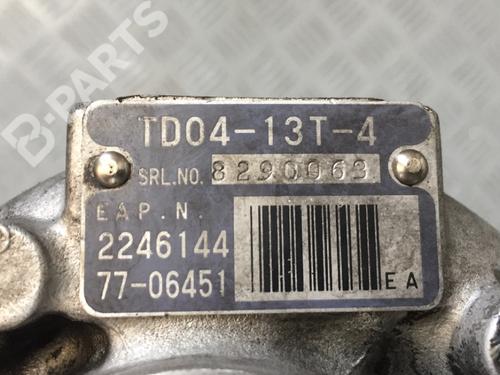 B-PARTS
TD04-13T-4
SRL.NO. 8290063
EAP.N.
2246144
77-06451
EA